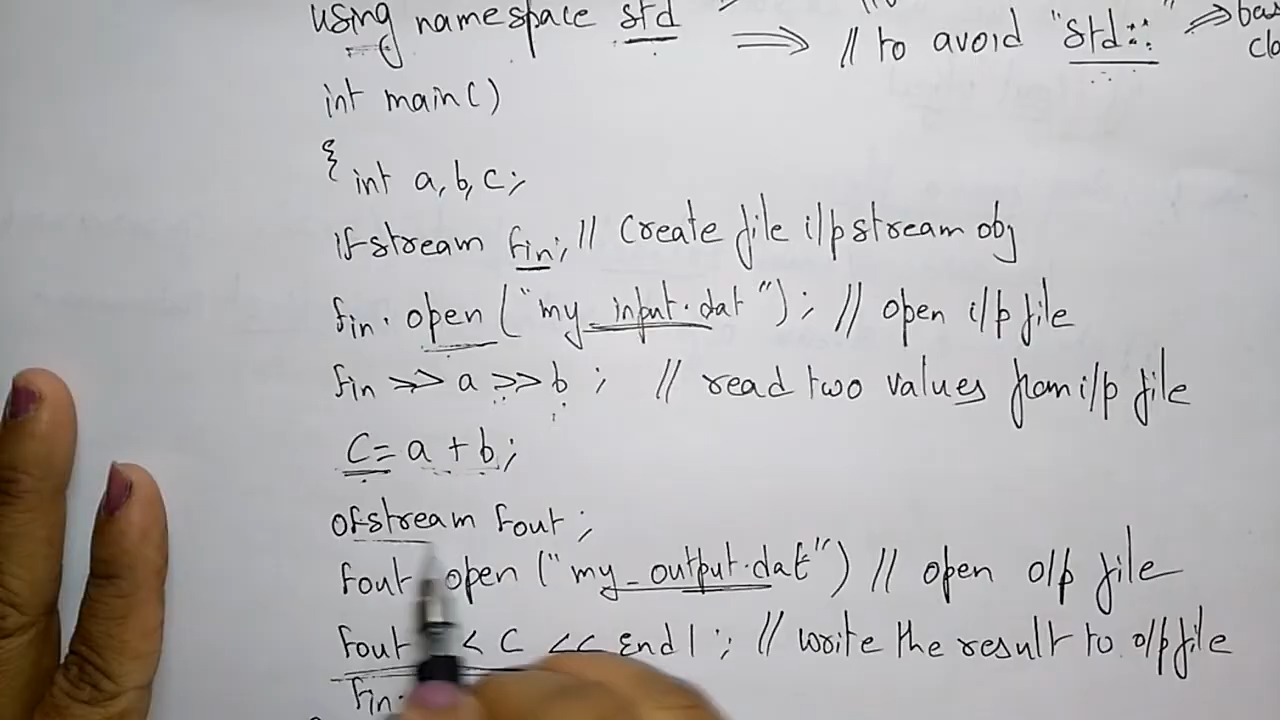 using namespace std => // to avoid "std::" =>
int main()
{ int a, b, c;
ifstream fin; // Create file i/p stream obj
fin. open ("my_input.dat"); // open i/p file
fin >> a >> b ; // read two values from i/p file
C = a + b;
ofstream fout ;
fout open ("my_output.dat") // open o/p file
fout < C << Endl ; // write the result to o/p file
fin.